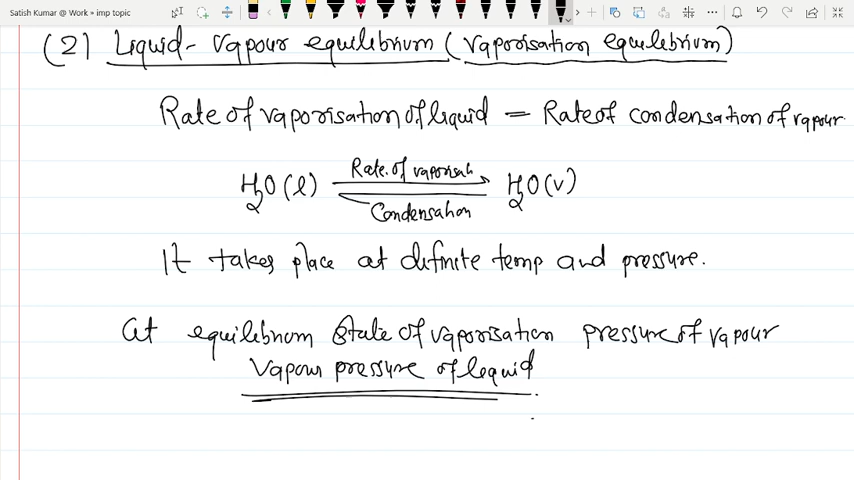 Satish Kumar @ Work » imp topic
(2) Liquid- vapour equilibrium (vaporisation equilibrium)
Rate of vaporisation of liquid = Rate of condensation of vapour
Rate of vaporisati
H2O(l) ⇌ H2O(v)
Condensation
It takes place at definite temp and pressure.
At equilibrium state of vaporisation pressure of vapour
Vapour pressure of liquid